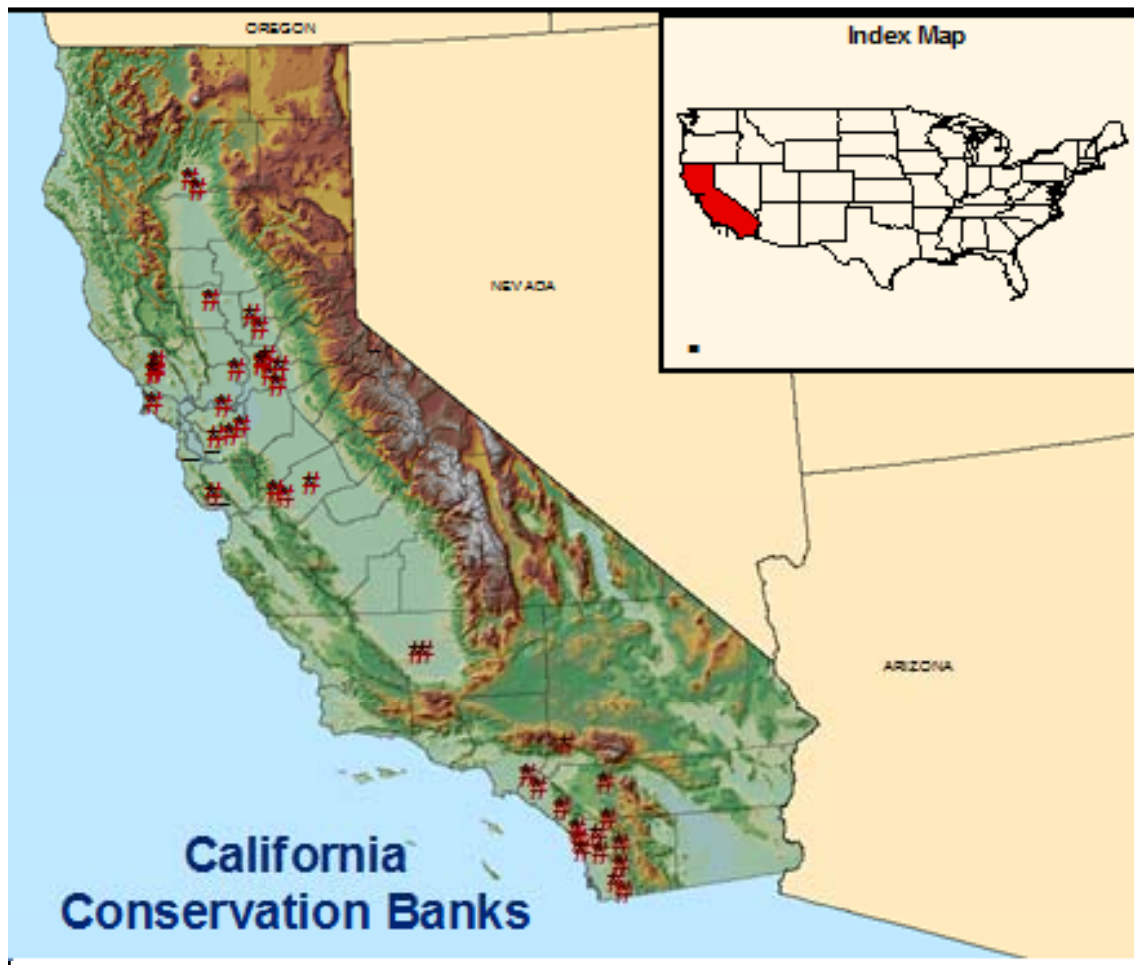 OREGON
Index Map
NEVADA
ARIZONA
California
Conservation Banks